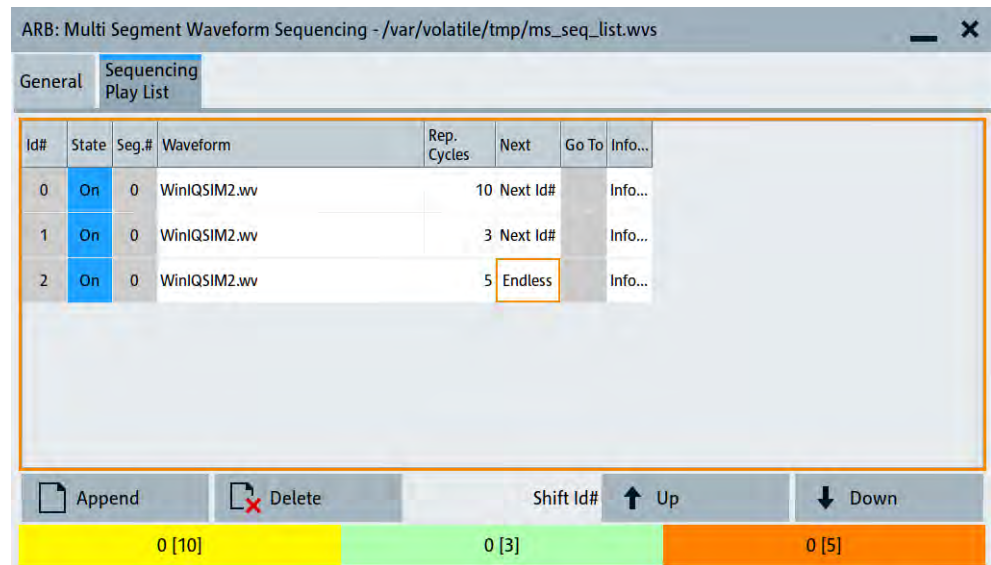 ARB: Multi Segment Waveform Sequencing - /var/volatile/tmp/ms_seq_list.wvs
General
Sequencing
Play List
Id# State Seg.# Waveform Rep. Cycles Next Go To Info...
0 On 0 WinIQSIM2.wv 10 Next Id# Info...
1 On 0 WinIQSIM2.wv 3 Next Id# Info...
2 On 0 WinIQSIM2.wv 5 Endless Info...
Append Delete Shift Id# Up Down
0 [10] 0 [3] 0 [5]